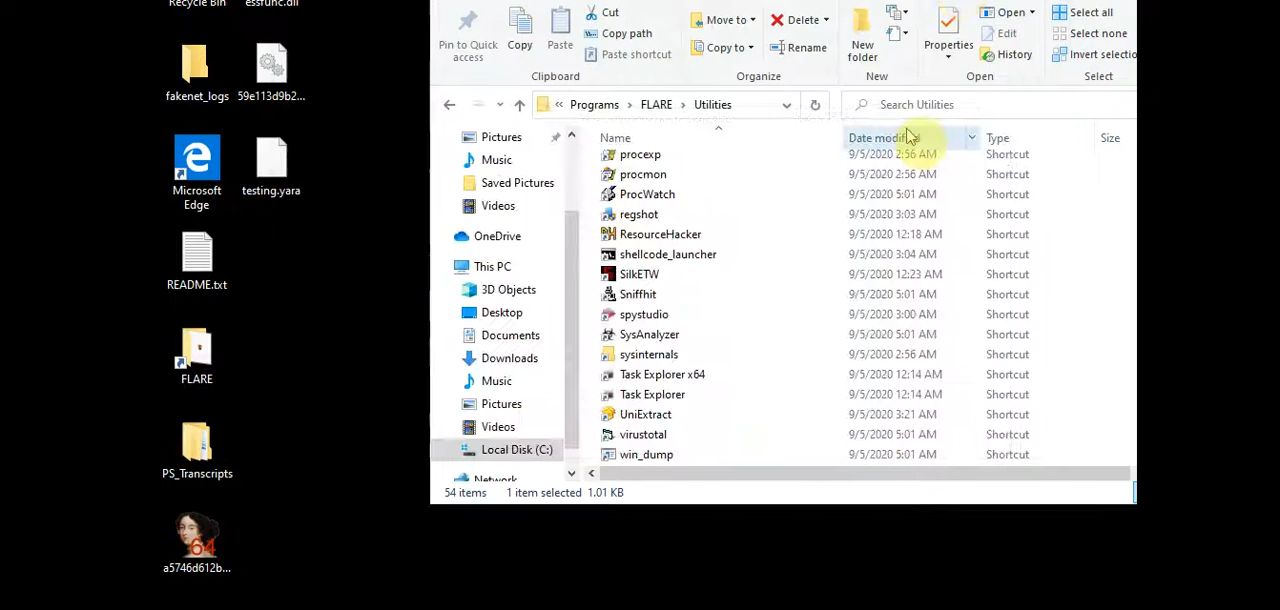 Recycle Bin
essfunc.dll
fakenet_logs
59e113d9b2...
Microsoft
Edge
testing.yara
README.txt
FLARE
PS_Transcripts
64
a5746d612b...
Pin to Quick
access
Copy
Paste
Cut
Copy path
Paste shortcut
Clipboard
Move to
Copy to
Delete
Rename
Organize
New
folder
New
Properties
Open
Edit
History
Open
Select all
Select none
Invert selectio
Select
« Programs > FLARE > Utilities
Search Utilities
Pictures
Music
Saved Pictures
Videos
OneDrive
This PC
3D Objects
Desktop
Documents
Downloads
Music
Pictures
Videos
Local Disk (C:)
Network
Name Date modified Type Size
procexp 9/5/2020 2:56 AM Shortcut
procmon 9/5/2020 2:56 AM Shortcut
ProcWatch 9/5/2020 5:01 AM Shortcut
regshot 9/5/2020 3:03 AM Shortcut
ResourceHacker 9/5/2020 12:18 AM Shortcut
shellcode_launcher 9/5/2020 3:04 AM Shortcut
SilkETW 9/5/2020 12:23 AM Shortcut
Sniffhit 9/5/2020 5:01 AM Shortcut
spystudio 9/5/2020 3:00 AM Shortcut
SysAnalyzer 9/5/2020 5:01 AM Shortcut
sysinternals 9/5/2020 2:56 AM Shortcut
Task Explorer x64 9/5/2020 12:14 AM Shortcut
Task Explorer 9/5/2020 12:14 AM Shortcut
UniExtract 9/5/2020 3:21 AM Shortcut
virustotal 9/5/2020 5:01 AM Shortcut
win_dump 9/5/2020 5:01 AM Shortcut
54 items 1 item selected 1.01 KB